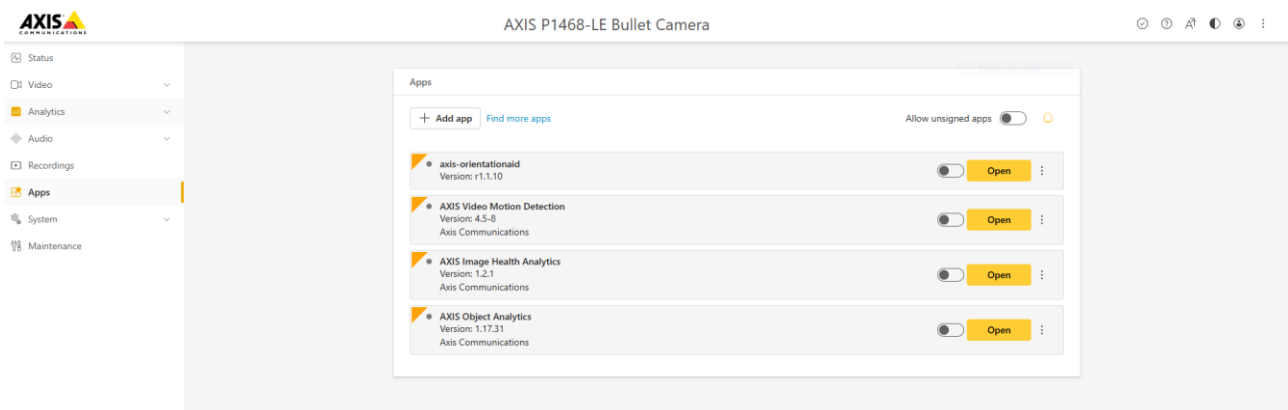 AXIS
COMMUNICATIONS
AXIS P1468-LE Bullet Camera
Status
Video
Analytics
Audio
Recordings
Apps
System
Maintenance
Apps
Add app
Find more apps
Allow unsigned apps
axis-orientationaid
Version: r1.1.10
Open
AXIS Video Motion Detection
Version: 4.5-8
Axis Communications
Open
AXIS Image Health Analytics
Version: 1.2.1
Axis Communications
Open
AXIS Object Analytics
Version: 1.17.31
Axis Communications
Open